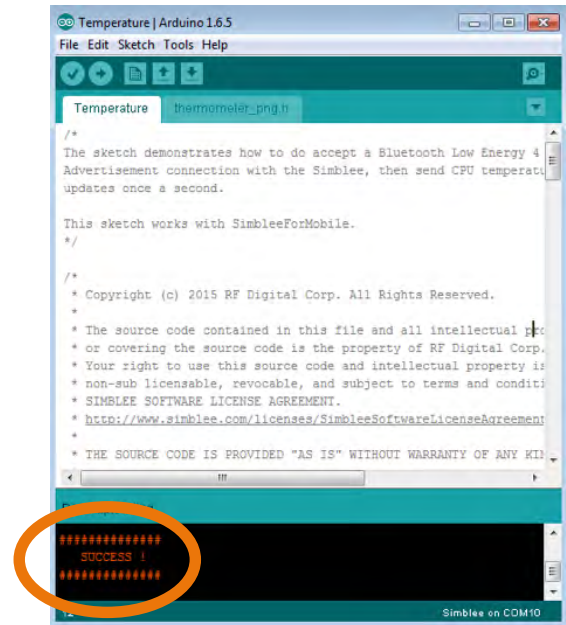 Temperature | Arduino 1.6.5
File Edit Sketch Tools Help
Temperature thermometer_png.h
/*
The sketch demonstrates how to do accept a Bluetooth Low Energy 4
Advertisement connection with the Simblee, then send CPU temperatu
updates once a second.
This sketch works with SimbleeForMobile.
*/
/*
* Copyright (c) 2015 RF Digital Corp. All Rights Reserved.
*
* The source code contained in this file and all intellectual pro
* or covering the source code is the property of RF Digital Corp.
* Your right to use this source code and intellectual property is
* non-sub licensable, revocable, and subject to terms and conditi
* SIMBLEE SOFTWARE LICENSE AGREEMENT.
* http://www.simblee.com/licenses/SimbleeSoftwareLicenseAgreement
*
* THE SOURCE CODE IS PROVIDED "AS IS" WITHOUT WARRANTY OF ANY KIN
##############
SUCCESS !
##############
Simblee on COM10